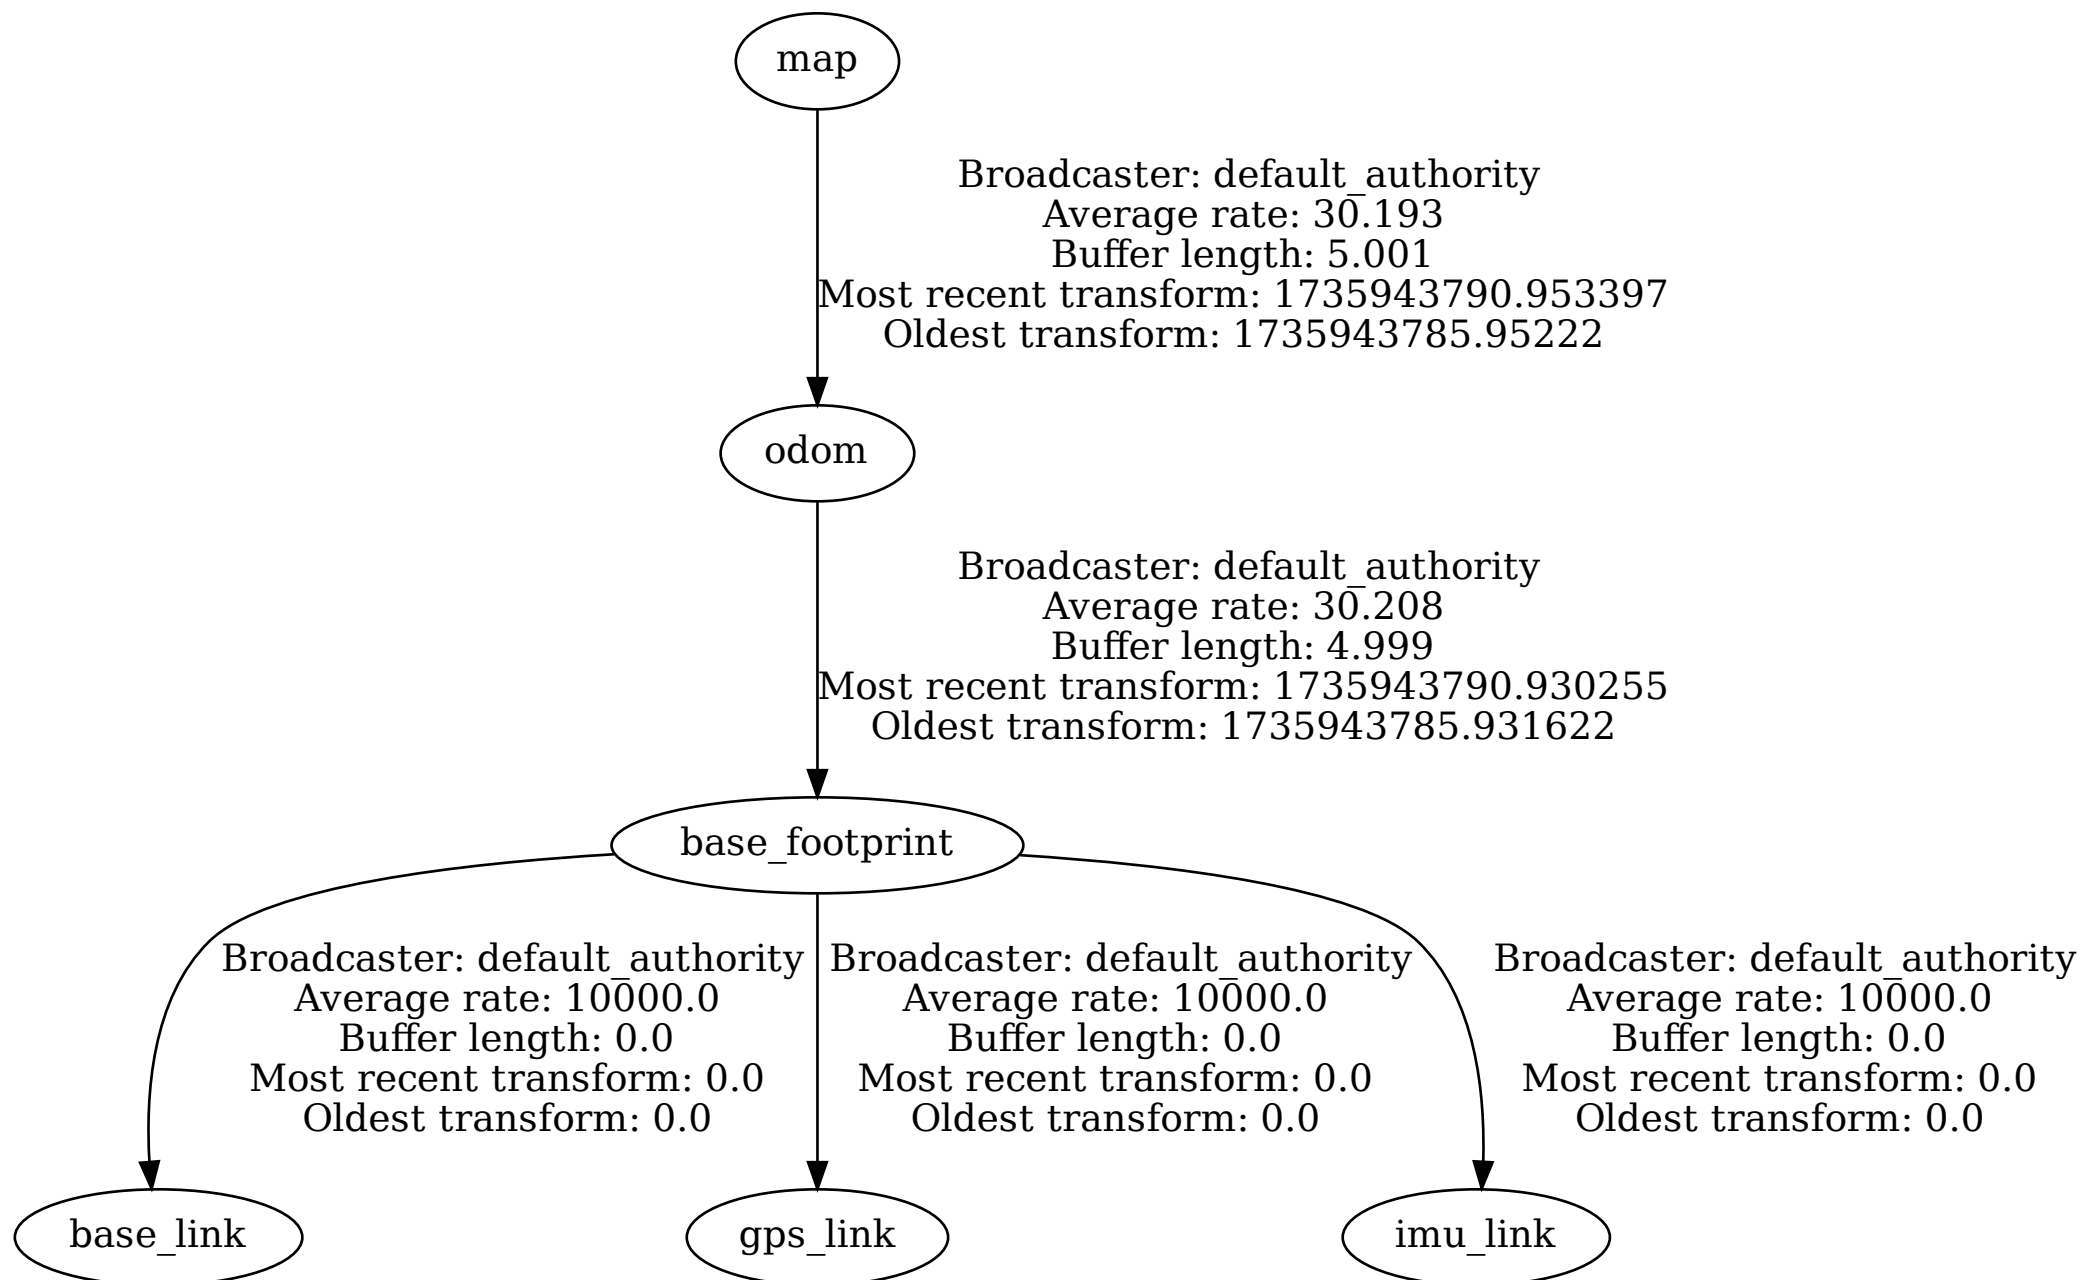 map
Broadcaster: default_authority
Average rate: 30.193
Buffer length: 5.001
Most recent transform: 1735943790.953397
Oldest transform: 1735943785.95222
odom
Broadcaster: default_authority
Average rate: 30.208
Buffer length: 4.999
Most recent transform: 1735943790.930255
Oldest transform: 1735943785.931622
base_footprint
Broadcaster: default_authority
Average rate: 10000.0
Buffer length: 0.0
Most recent transform: 0.0
Oldest transform: 0.0
Broadcaster: default_authority
Average rate: 10000.0
Buffer length: 0.0
Most recent transform: 0.0
Oldest transform: 0.0
Broadcaster: default_authority
Average rate: 10000.0
Buffer length: 0.0
Most recent transform: 0.0
Oldest transform: 0.0
base_link
gps_link
imu_link